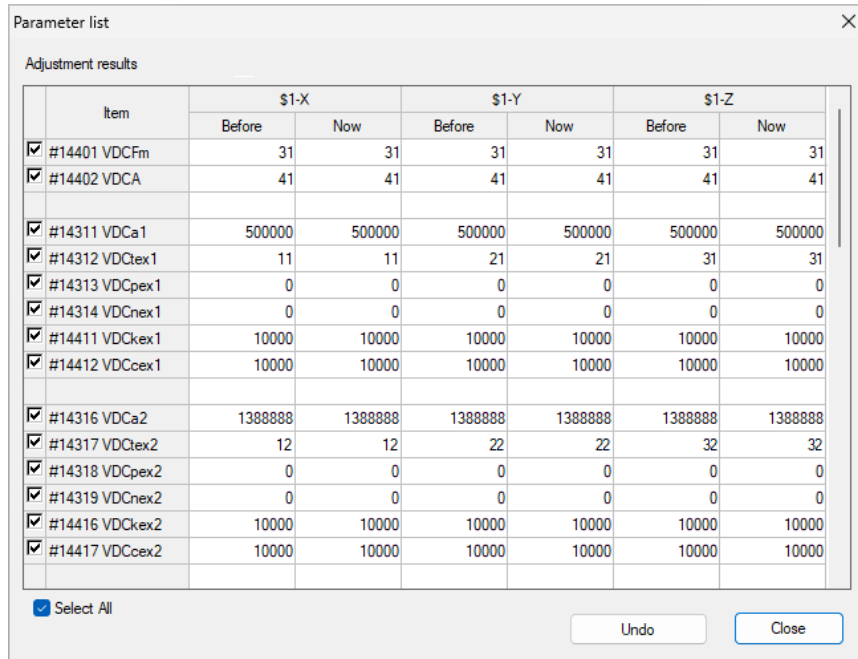 Parameter list
Adjustment results
Item $1-X $1-Y $1-Z
Before Now Before Now Before Now
#14401 VDCFm 31 31 31 31 31 31
#14402 VDCA 41 41 41 41 41 41
#14311 VDCa1 500000 500000 500000 500000 500000 500000
#14312 VDCtex1 11 11 21 21 31 31
#14313 VDCpex1 0 0 0 0 0 0
#14314 VDCnex1 0 0 0 0 0 0
#14411 VDCkex1 10000 10000 10000 10000 10000 10000
#14412 VDCcex1 10000 10000 10000 10000 10000 10000
#14316 VDCa2 1388888 1388888 1388888 1388888 1388888 1388888
#14317 VDCtex2 12 12 22 22 32 32
#14318 VDCpex2 0 0 0 0 0 0
#14319 VDCnex2 0 0 0 0 0 0
#14416 VDCkex2 10000 10000 10000 10000 10000 10000
#14417 VDCcex2 10000 10000 10000 10000 10000 10000
Select All
Undo Close